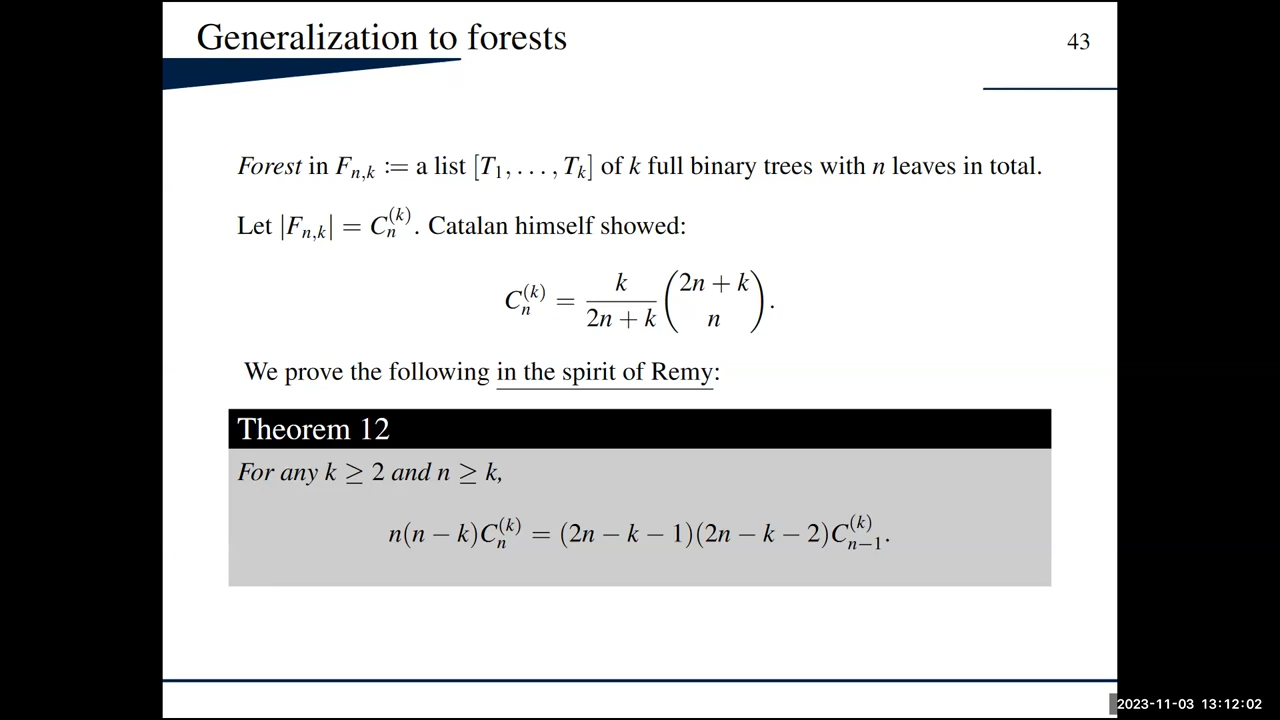 Generalization to forests
43
Forest in F_{n,k} := a list [T_1, . . . , T_k] of k full binary trees with n leaves in total.
Let |F_{n,k}| = C_n^{(k)}. Catalan himself showed:
C_n^{(k)} = \frac{k}{2n + k} \binom{2n + k}{n}.
We prove the following in the spirit of Remy:
Theorem 12
For any k ≥ 2 and n ≥ k,
n(n − k)C_n^{(k)} = (2n − k − 1)(2n − k − 2)C_{n−1}^{(k)}.
2023-11-03 13:12:02